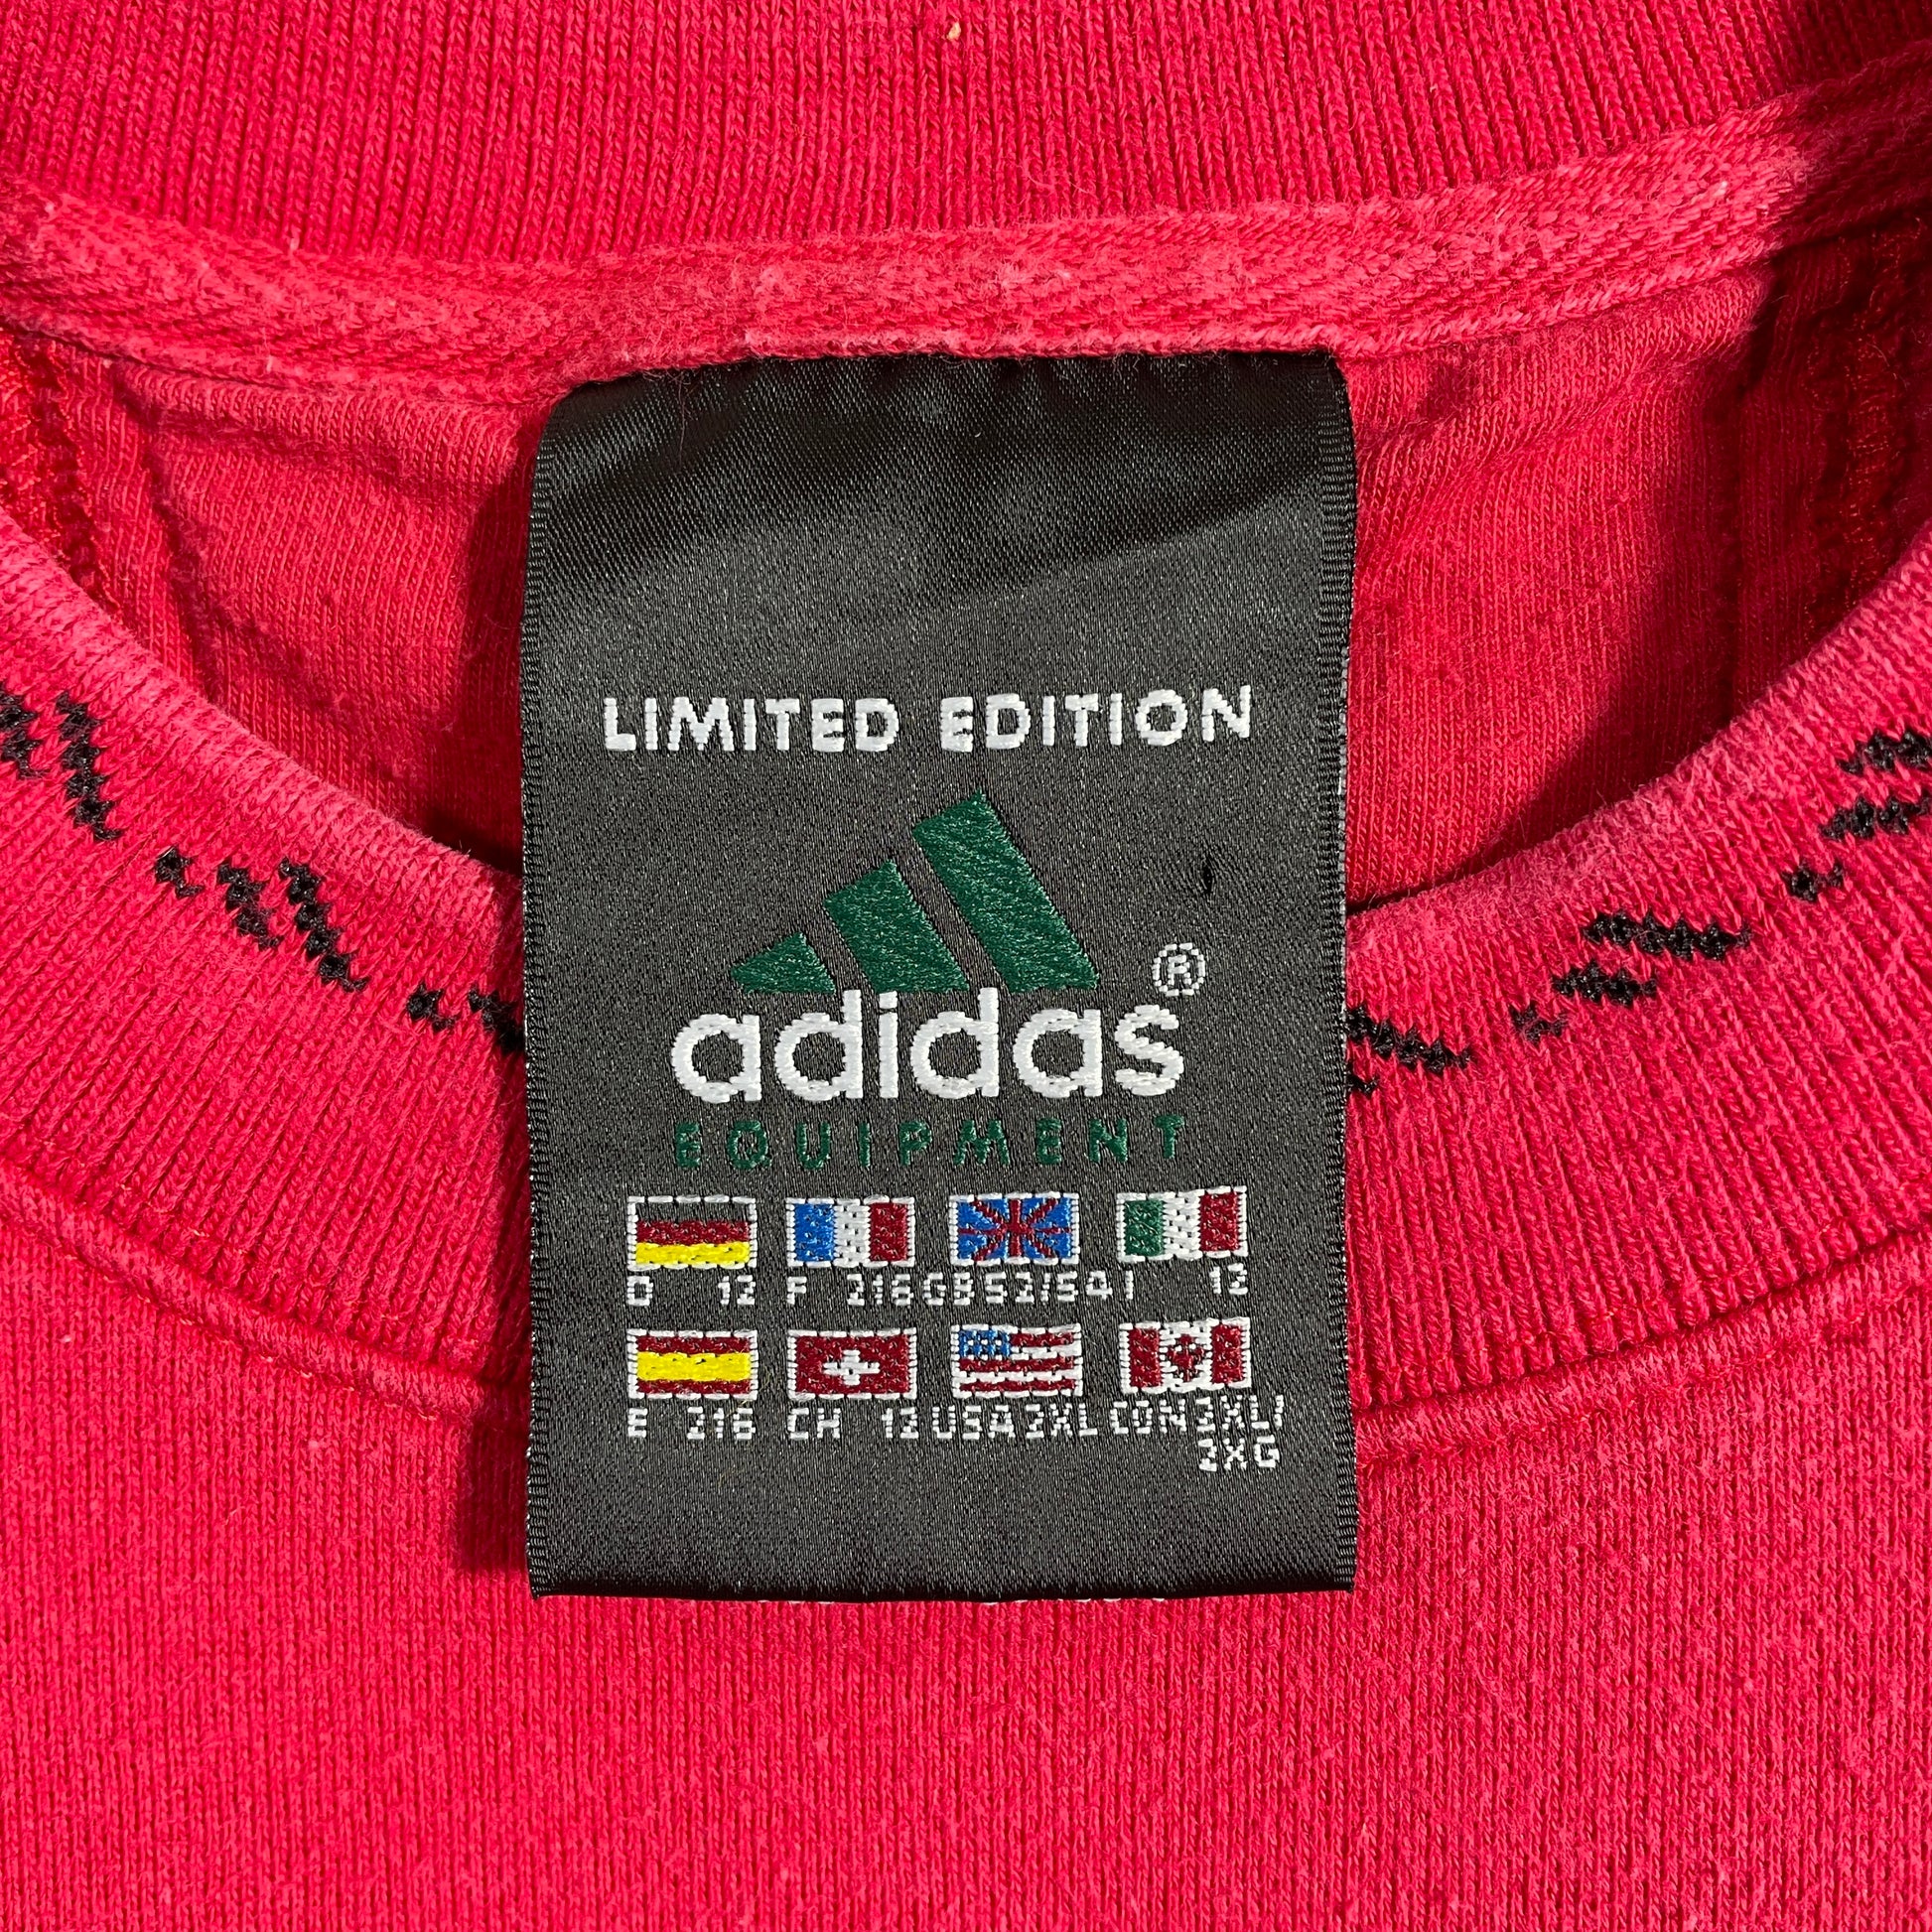 LIMITED EDITION
adidas®
EQUIPMENT
D 12 F 216 GB 52/54 I 12
E 216 CH 12 USA 2XL CDN 2XL/
2XG